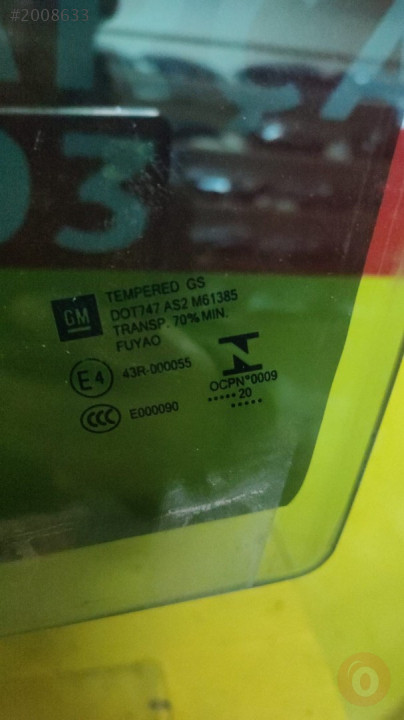 #2008633
03
GM
TEMPERED GS
DOT747 AS2 M61385
TRANSP. 70% MIN.
FUYAO
E4 43R-000055
CCC E000090
N
OCPN°0009
•••••20
•••••